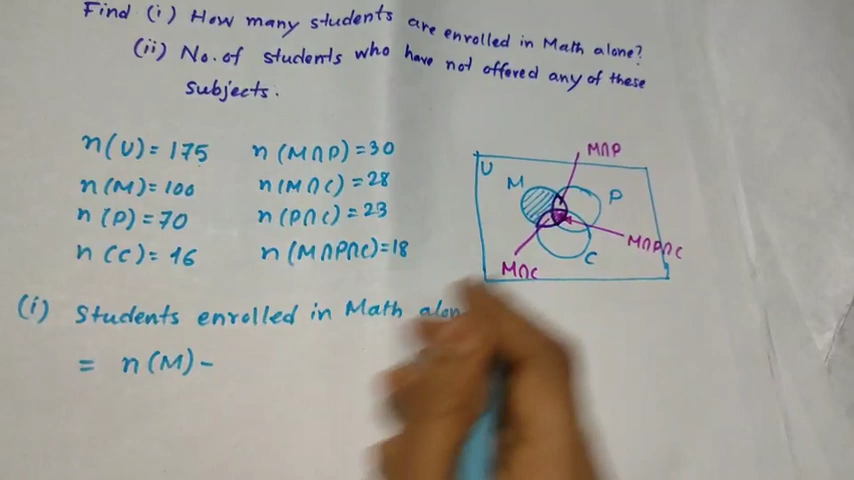 Find (i) How many students are enrolled in Math alone?
(ii) No. of students who have not offered any of these
subjects.
n(U) = 175 n(M∩P) = 30
n(M) = 100 n(M∩C) = 28
n(P) = 70 n(P∩C) = 23
n(C) = 46 n(M∩P∩C) = 18
M∩P
U
M
P
M∩P∩C
C
M∩C
(i) Students enrolled in Math
= n(M) -